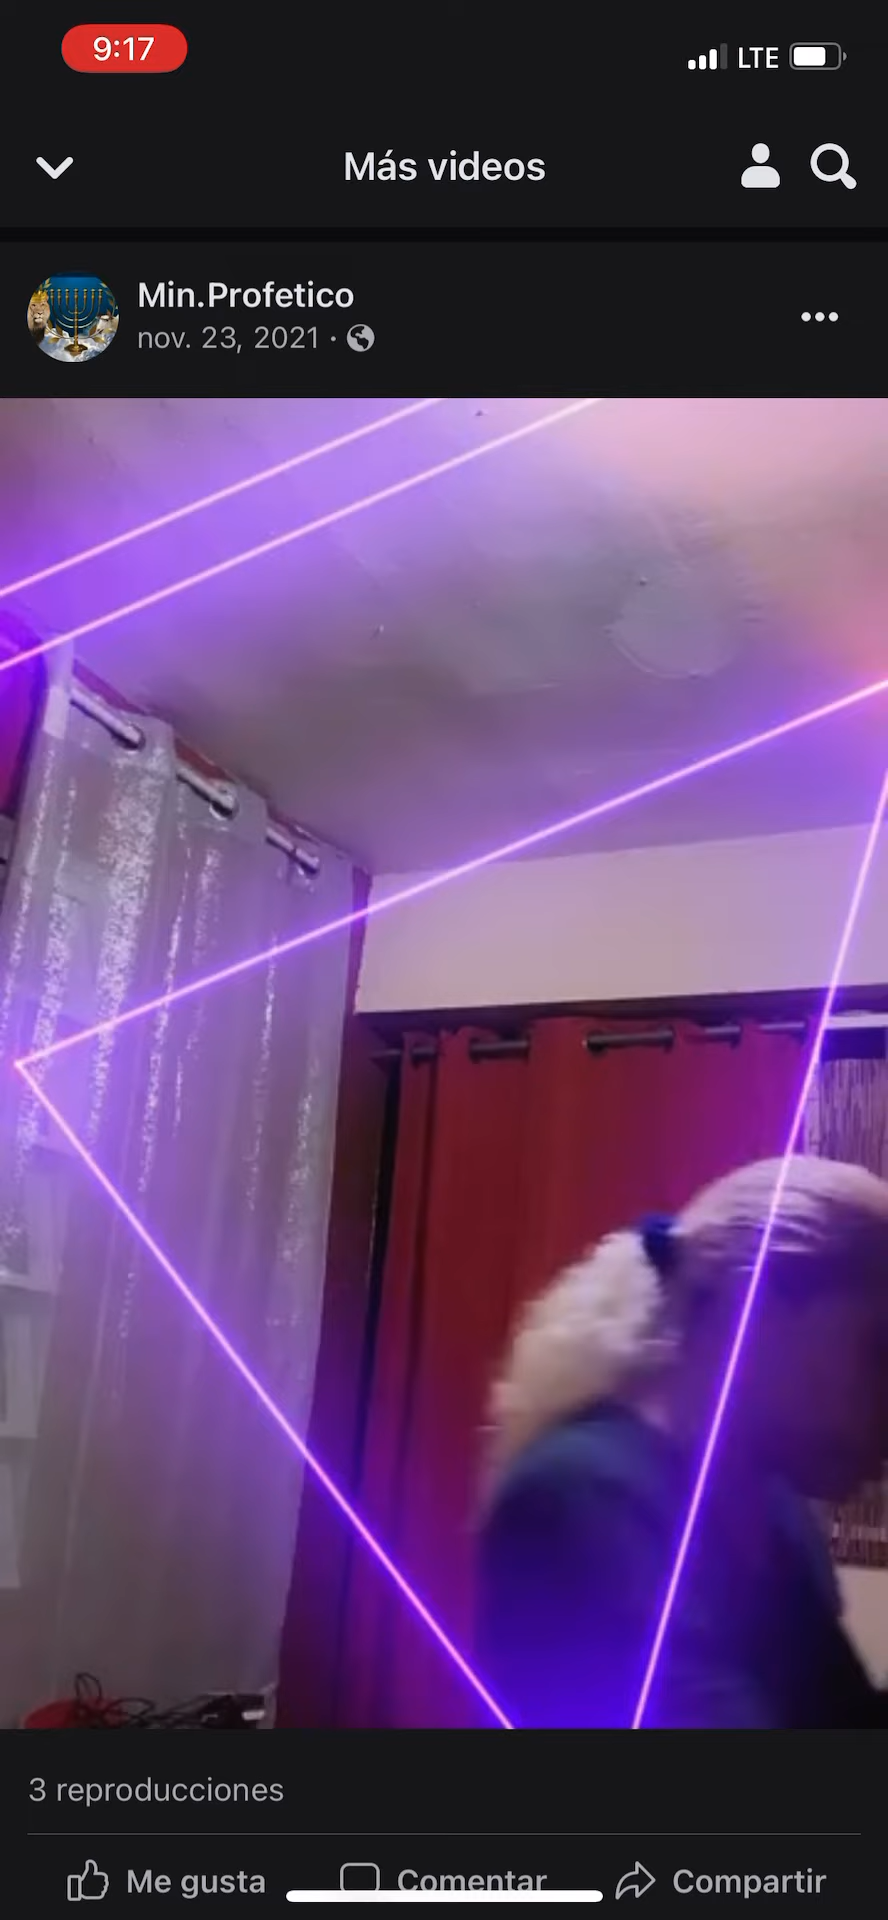 9:17
LTE
Más videos
Min.Profetico
nov. 23, 2021 ·
3 reproducciones
Me gusta
Comentar
Compartir